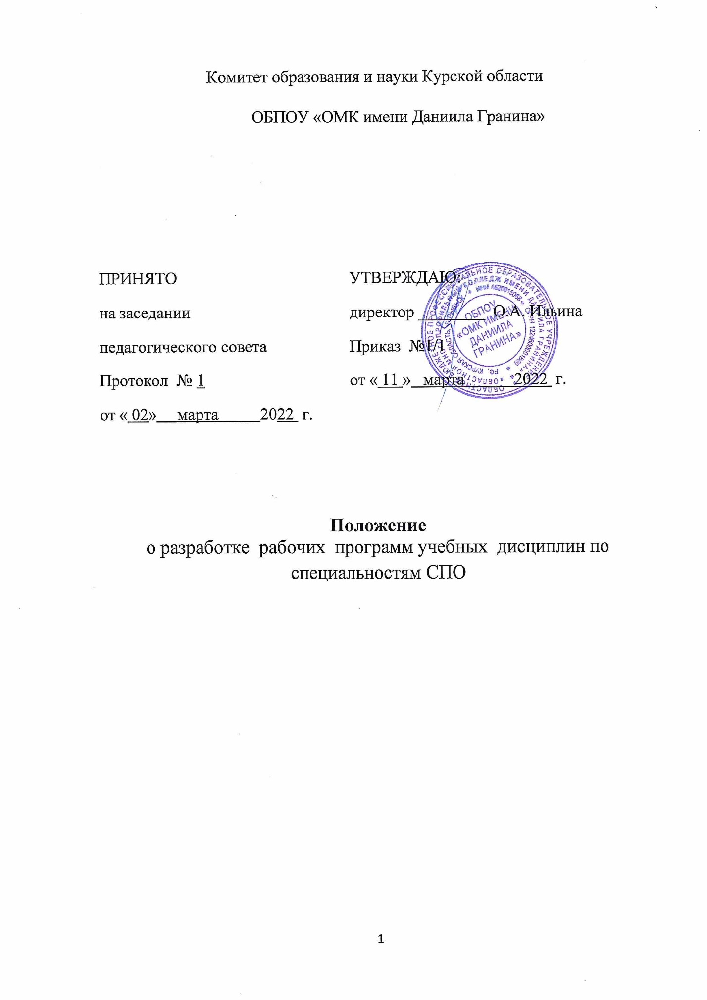 Комитет образования и науки Курской области
ОБПОУ «ОМК имени Даниила Гранина»
ПРИНЯТО
на заседании
педагогического совета
Протокол № 1
от « 02» марта 2022 г.
УТВЕРЖДАЮ:
директор О.А. Ильина
Приказ №1/1
от « 11 » марта 2022 г.
ОБПОУ
«ОМК ИМЕНИ
ДАНИИЛА
ГРАНИНА»
Положение
о разработке рабочих программ учебных дисциплин по
специальностям СПО
1